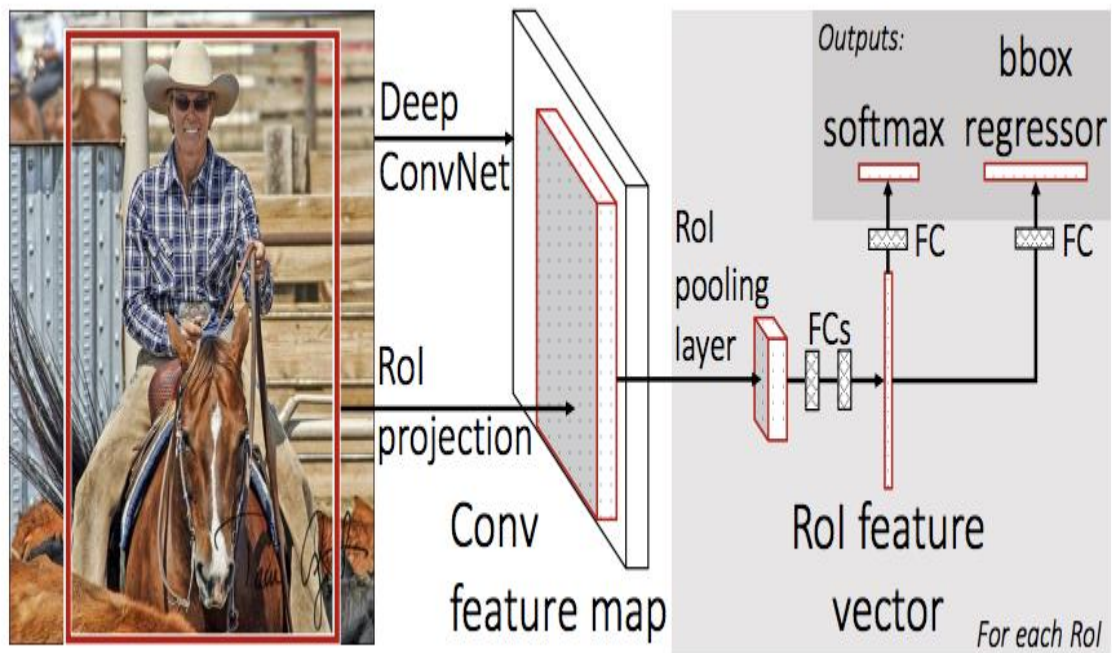 Deep
ConvNet
RoI
projection
Conv
feature map
RoI
pooling
layer
FCs
Outputs:
softmax
bbox
regressor
FC
FC
RoI feature
vector
For each RoI